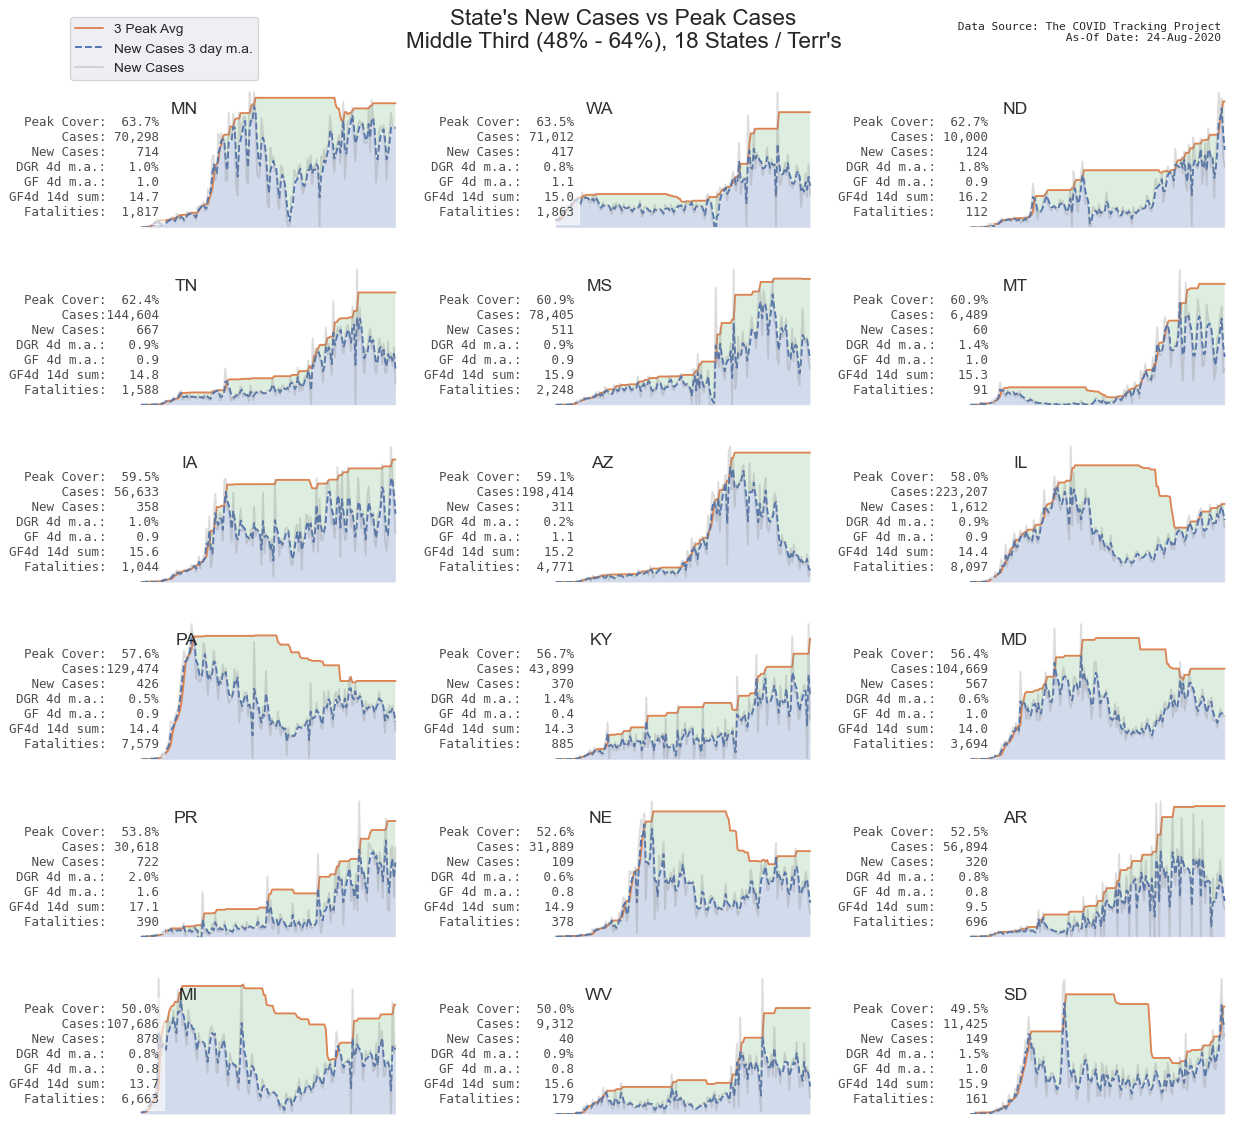 3 Peak Avg
New Cases 3 day m.a.
New Cases
State's New Cases vs Peak Cases
Middle Third (48% - 64%), 18 States / Terr's
Data Source: The COVID Tracking Project
As-Of Date: 24-Aug-2020
MN
Peak Cover: 63.7%
Cases: 70,298
New Cases: 714
DGR 4d m.a.: 1.0%
GF 4d m.a.: 1.0
GF4d 14d sum: 14.7
Fatalities: 1,817
WA
Peak Cover: 63.5%
Cases: 71,012
New Cases: 417
DGR 4d m.a.: 0.8%
GF 4d m.a.: 1.1
GF4d 14d sum: 15.0
Fatalities: 1,863
ND
Peak Cover: 62.7%
Cases: 10,000
New Cases: 124
DGR 4d m.a.: 1.8%
GF 4d m.a.: 0.9
GF4d 14d sum: 16.2
Fatalities: 112
TN
Peak Cover: 62.4%
Cases:144,604
New Cases: 667
DGR 4d m.a.: 0.9%
GF 4d m.a.: 0.9
GF4d 14d sum: 14.8
Fatalities: 1,588
MS
Peak Cover: 60.9%
Cases: 78,405
New Cases: 511
DGR 4d m.a.: 0.9%
GF 4d m.a.: 0.9
GF4d 14d sum: 15.9
Fatalities: 2,248
MT
Peak Cover: 60.9%
Cases: 6,489
New Cases: 60
DGR 4d m.a.: 1.4%
GF 4d m.a.: 1.0
GF4d 14d sum: 15.3
Fatalities: 91
IA
Peak Cover: 59.5%
Cases: 56,633
New Cases: 358
DGR 4d m.a.: 1.0%
GF 4d m.a.: 0.9
GF4d 14d sum: 15.6
Fatalities: 1,044
AZ
Peak Cover: 59.1%
Cases:198,414
New Cases: 311
DGR 4d m.a.: 0.2%
GF 4d m.a.: 1.1
GF4d 14d sum: 15.2
Fatalities: 4,771
IL
Peak Cover: 58.0%
Cases:223,207
New Cases: 1,612
DGR 4d m.a.: 0.9%
GF 4d m.a.: 0.9
GF4d 14d sum: 14.4
Fatalities: 8,097
PA
Peak Cover: 57.6%
Cases:129,474
New Cases: 426
DGR 4d m.a.: 0.5%
GF 4d m.a.: 0.9
GF4d 14d sum: 14.4
Fatalities: 7,579
KY
Peak Cover: 56.7%
Cases: 43,899
New Cases: 370
DGR 4d m.a.: 1.4%
GF 4d m.a.: 0.4
GF4d 14d sum: 14.3
Fatalities: 885
MD
Peak Cover: 56.4%
Cases:104,669
New Cases: 567
DGR 4d m.a.: 0.6%
GF 4d m.a.: 1.0
GF4d 14d sum: 14.0
Fatalities: 3,694
PR
Peak Cover: 53.8%
Cases: 30,618
New Cases: 722
DGR 4d m.a.: 2.0%
GF 4d m.a.: 1.6
GF4d 14d sum: 17.1
Fatalities: 390
NE
Peak Cover: 52.6%
Cases: 31,889
New Cases: 109
DGR 4d m.a.: 0.6%
GF 4d m.a.: 0.8
GF4d 14d sum: 14.9
Fatalities: 378
AR
Peak Cover: 52.5%
Cases: 56,894
New Cases: 320
DGR 4d m.a.: 0.8%
GF 4d m.a.: 0.8
GF4d 14d sum: 9.5
Fatalities: 696
MI
Peak Cover: 50.0%
Cases:107,686
New Cases: 878
DGR 4d m.a.: 0.8%
GF 4d m.a.: 0.8
GF4d 14d sum: 13.7
Fatalities: 6,663
WV
Peak Cover: 50.0%
Cases: 9,312
New Cases: 40
DGR 4d m.a.: 0.9%
GF 4d m.a.: 0.8
GF4d 14d sum: 15.6
Fatalities: 179
SD
Peak Cover: 49.5%
Cases: 11,425
New Cases: 149
DGR 4d m.a.: 1.5%
GF 4d m.a.: 1.0
GF4d 14d sum: 15.9
Fatalities: 161